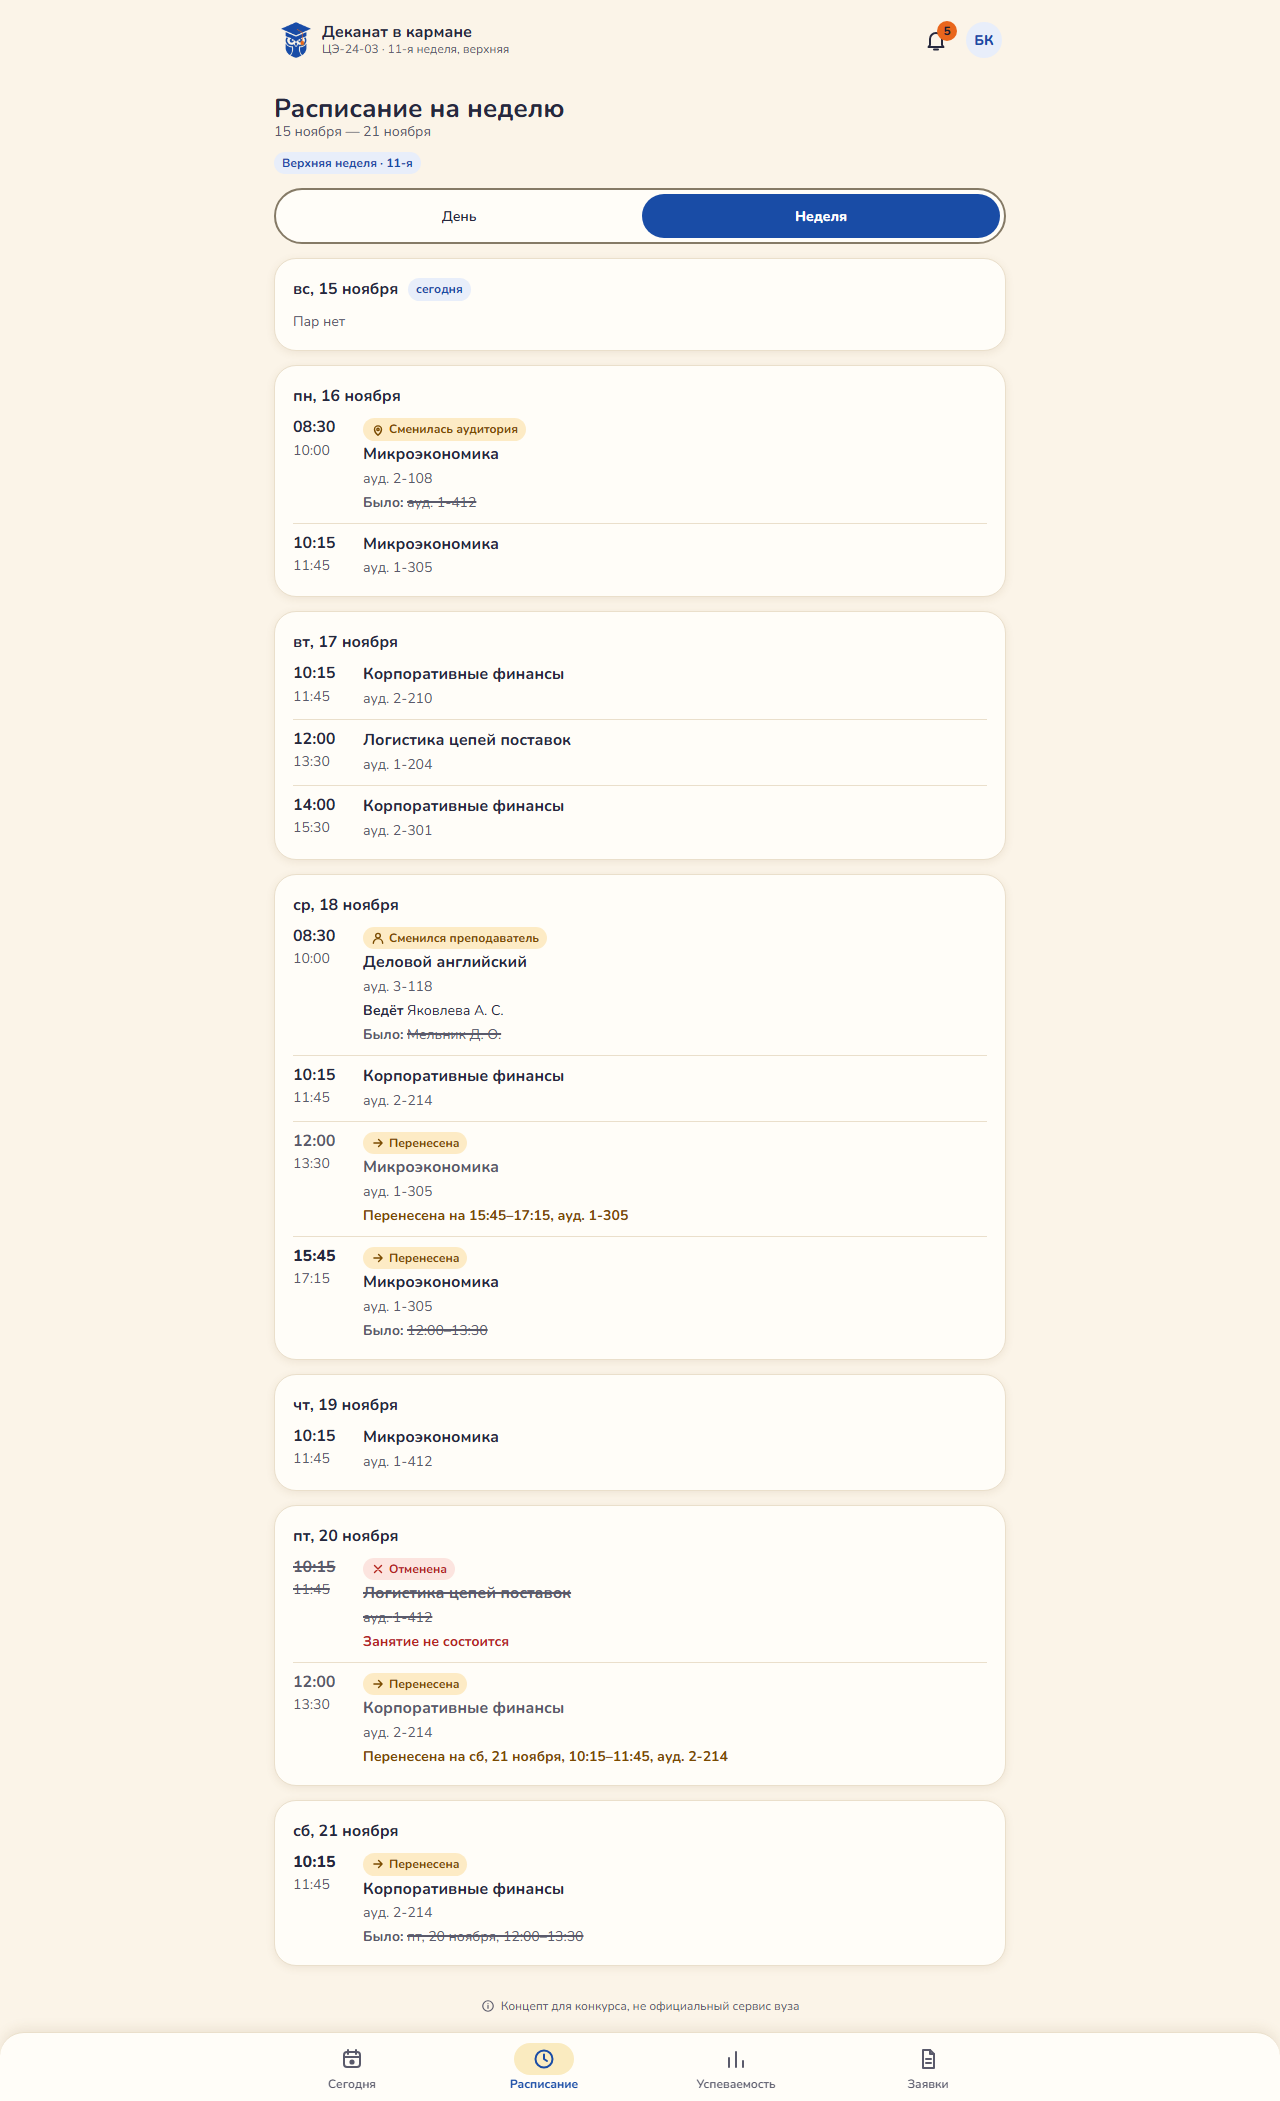 Деканат в кармане
ЦЭ-24-03 · 11-я неделя, верхняя
5
БК
Расписание на неделю
15 ноября — 21 ноября
Верхняя неделя · 11-я
День
Неделя
вс, 15 ноября
сегодня
Пар нет
пн, 16 ноября
08:30
Сменилась аудитория
10:00
Микроэкономика
ауд. 2-108
Было: ауд. 1-412
10:15
Микроэкономика
11:45
ауд. 1-305
вт, 17 ноября
10:15
Корпоративные финансы
11:45
ауд. 2-210
12:00
Логистика цепей поставок
13:30
ауд. 1-204
14:00
Корпоративные финансы
15:30
ауд. 2-301
ср, 18 ноября
08:30
Сменился преподаватель
10:00
Деловой английский
ауд. 3-118
Ведёт Яковлева А. С.
Было: Мельник Д. О.
10:15
Корпоративные финансы
11:45
ауд. 2-214
12:00
Перенесена
13:30
Микроэкономика
ауд. 1-305
Перенесена на 15:45–17:15, ауд. 1-305
15:45
Перенесена
17:15
Микроэкономика
ауд. 1-305
Было: 12:00–13:30
чт, 19 ноября
10:15
Микроэкономика
11:45
ауд. 1-412
пт, 20 ноября
10:15
Отменена
11:45
Логистика цепей поставок
ауд. 1-412
Занятие не состоится
12:00
Перенесена
13:30
Корпоративные финансы
ауд. 2-214
Перенесена на сб, 21 ноября, 10:15–11:45, ауд. 2-214
сб, 21 ноября
10:15
Перенесена
11:45
Корпоративные финансы
ауд. 2-214
Было: пт, 20 ноября, 12:00–13:30
Концепт для конкурса, не официальный сервис вуза
Сегодня
Расписание
Успеваемость
Заявки